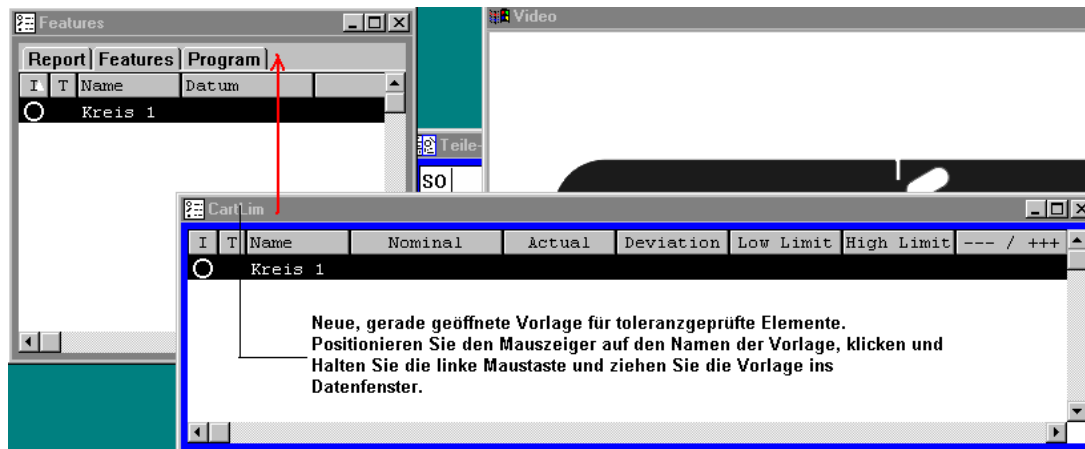 Features
Video
Report Features Program
I T Name Datum
Kreis 1
Teile-
SO
CartLim
I T Name Nominal Actual Deviation Low Limit High Limit --- / +++
Kreis 1
Neue, gerade geöffnete Vorlage für toleranzgeprüfte Elemente.
Positionieren Sie den Mauszeiger auf den Namen der Vorlage, klicken und
Halten Sie die linke Maustaste und ziehen Sie die Vorlage ins
Datenfenster.